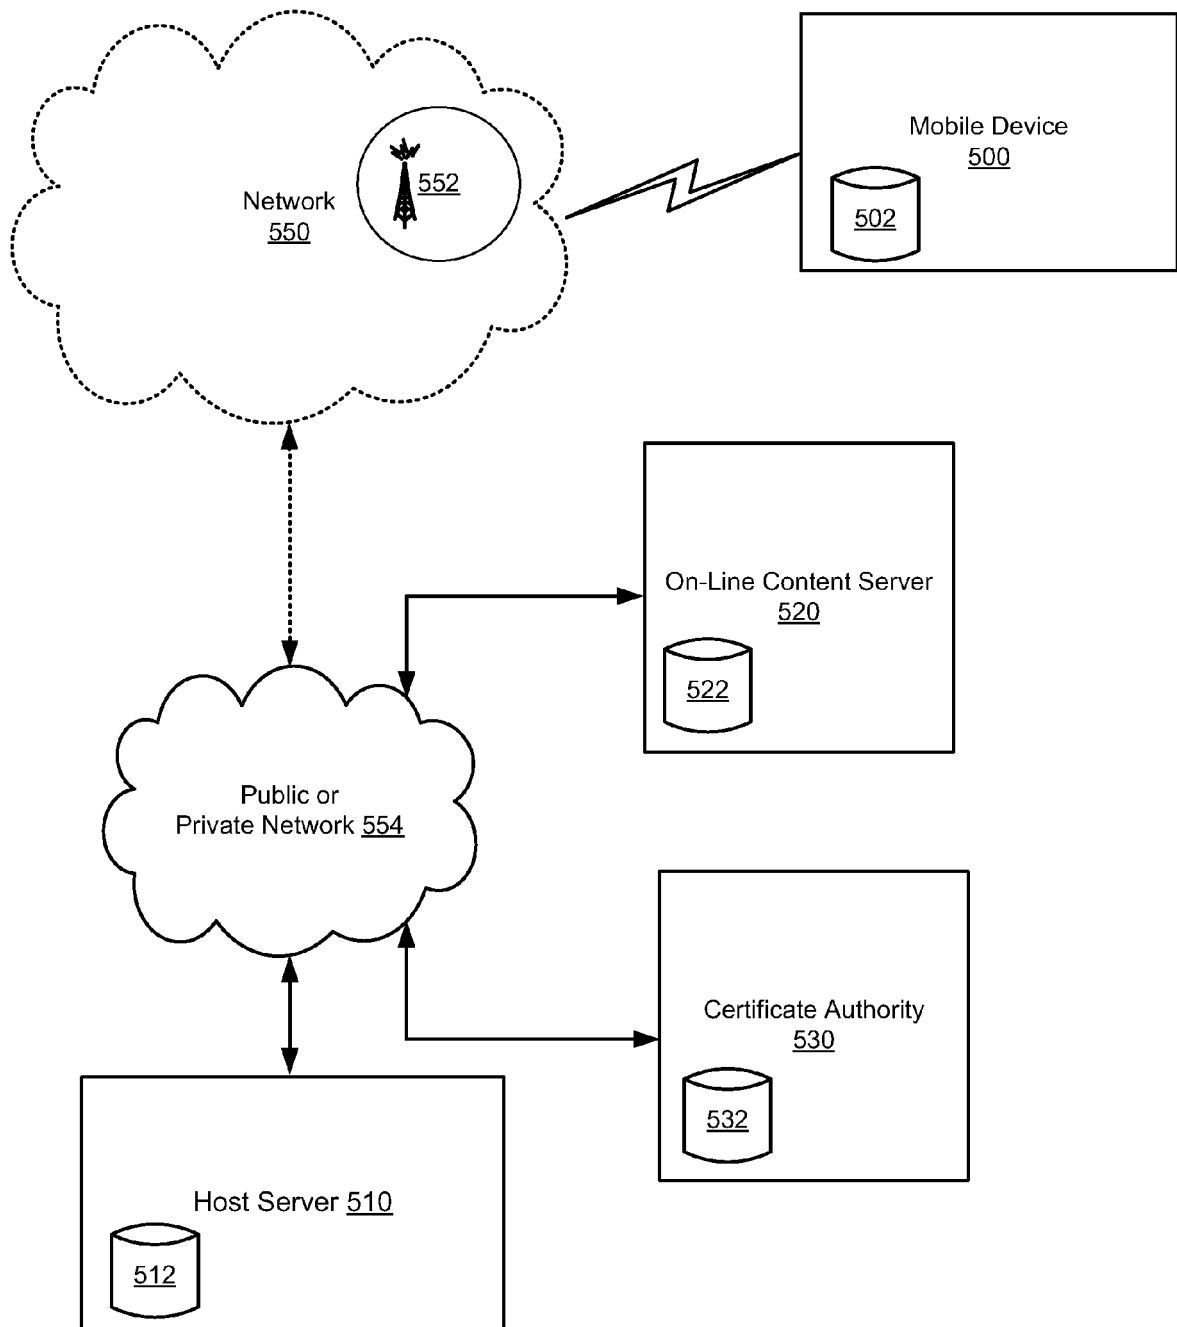 Mobile Device
500
502
552
Network
550
On-Line Content Server
520
522
Public or
Private Network 554
Certificate Authority
530
532
Host Server 510
512